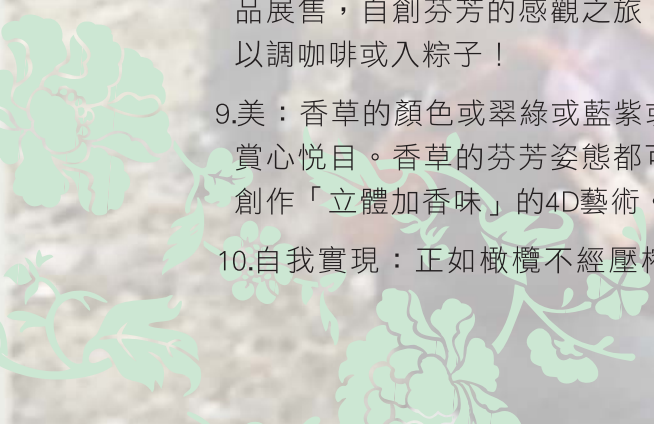 品展售，自創芬芳的感觀之旅
以調咖啡或入粽子！
9.美：香草的顏色或翠綠或藍紫
賞心悅目。香草的芬芳姿態都
創作「立體加香味」的4D藝術
10.自我實現：正如橄欖不經壓